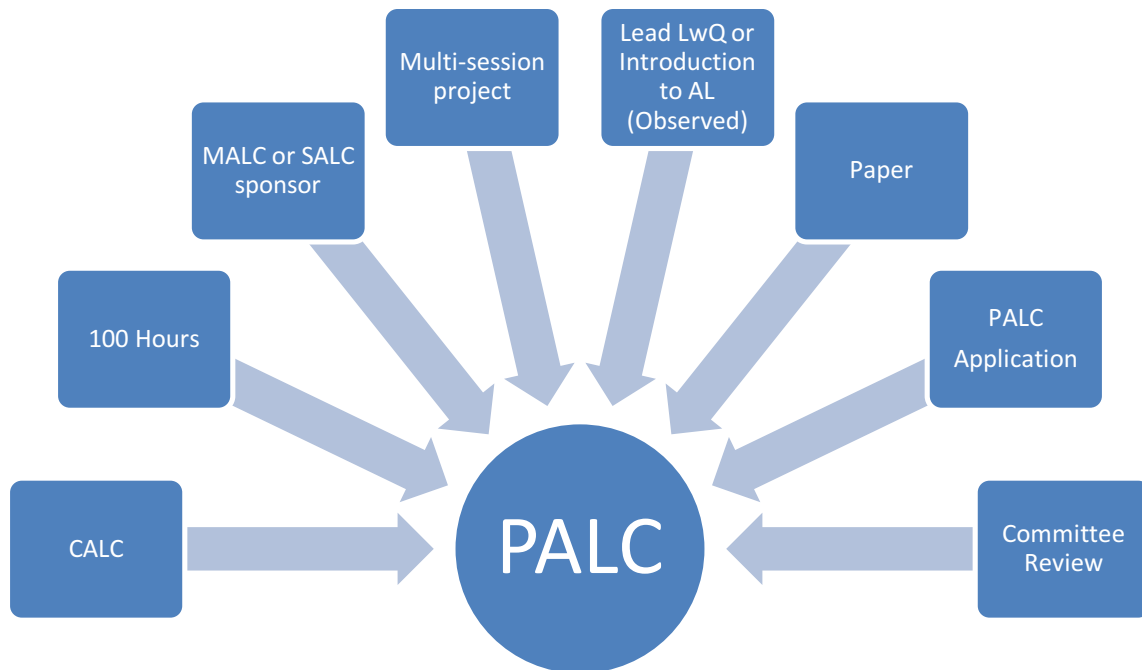 CALC
100 Hours
MALC or SALC
sponsor
Multi-session
project
Lead LwQ or
Introduction
to AL
(Observed)
Paper
PALC
Application
Committee
Review
PALC